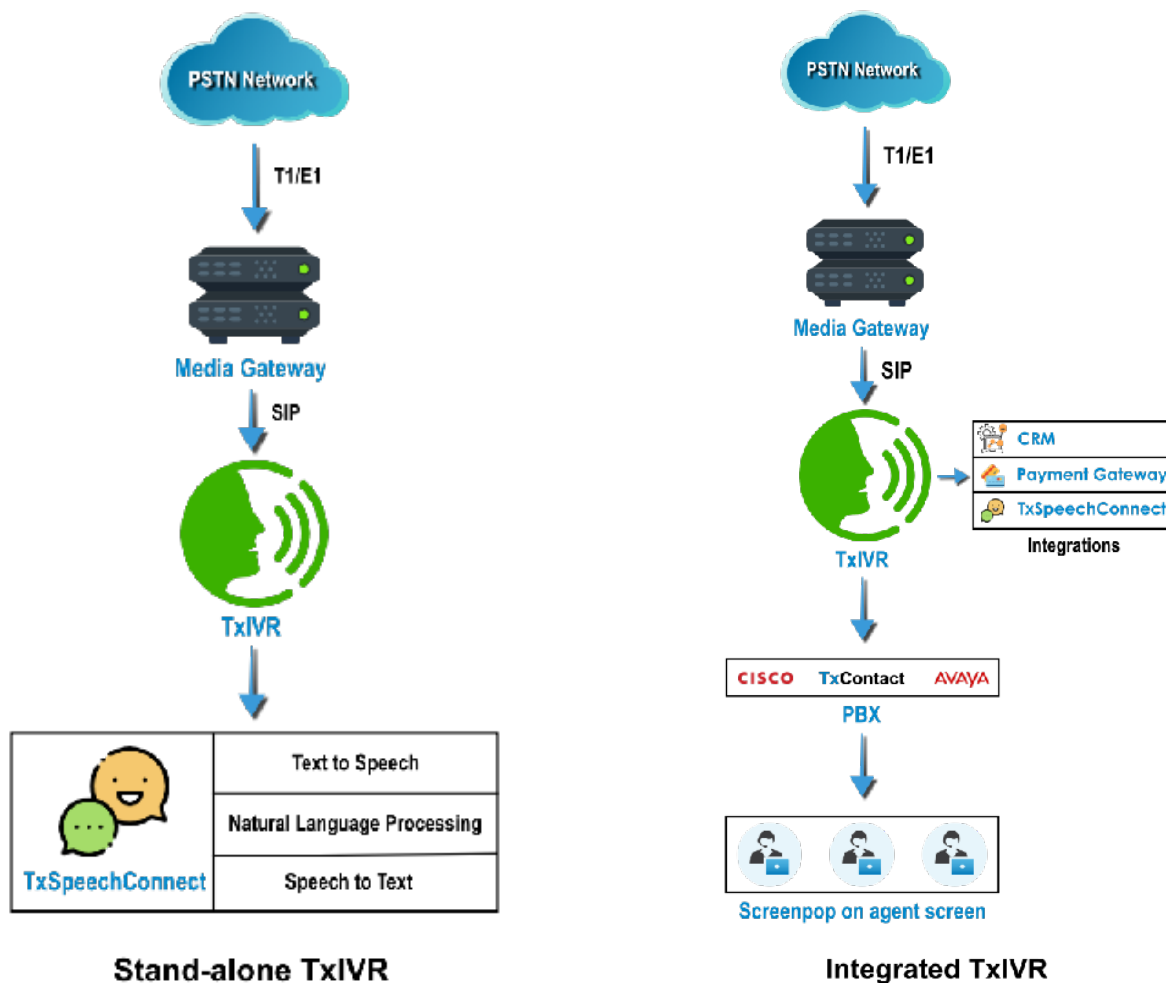 PSTN Network
T1/E1
Media Gateway
SIP
TxIVR
TxSpeechConnect
Text to Speech
Natural Language Processing
Speech to Text
Stand-alone TxIVR
PSTN Network
T1/E1
Media Gateway
SIP
TxIVR
CRM
Payment Gateway
TxSpeechConnect
Integrations
CISCO TxContact AVAYA
PBX
Screenpop on agent screen
Integrated TxIVR